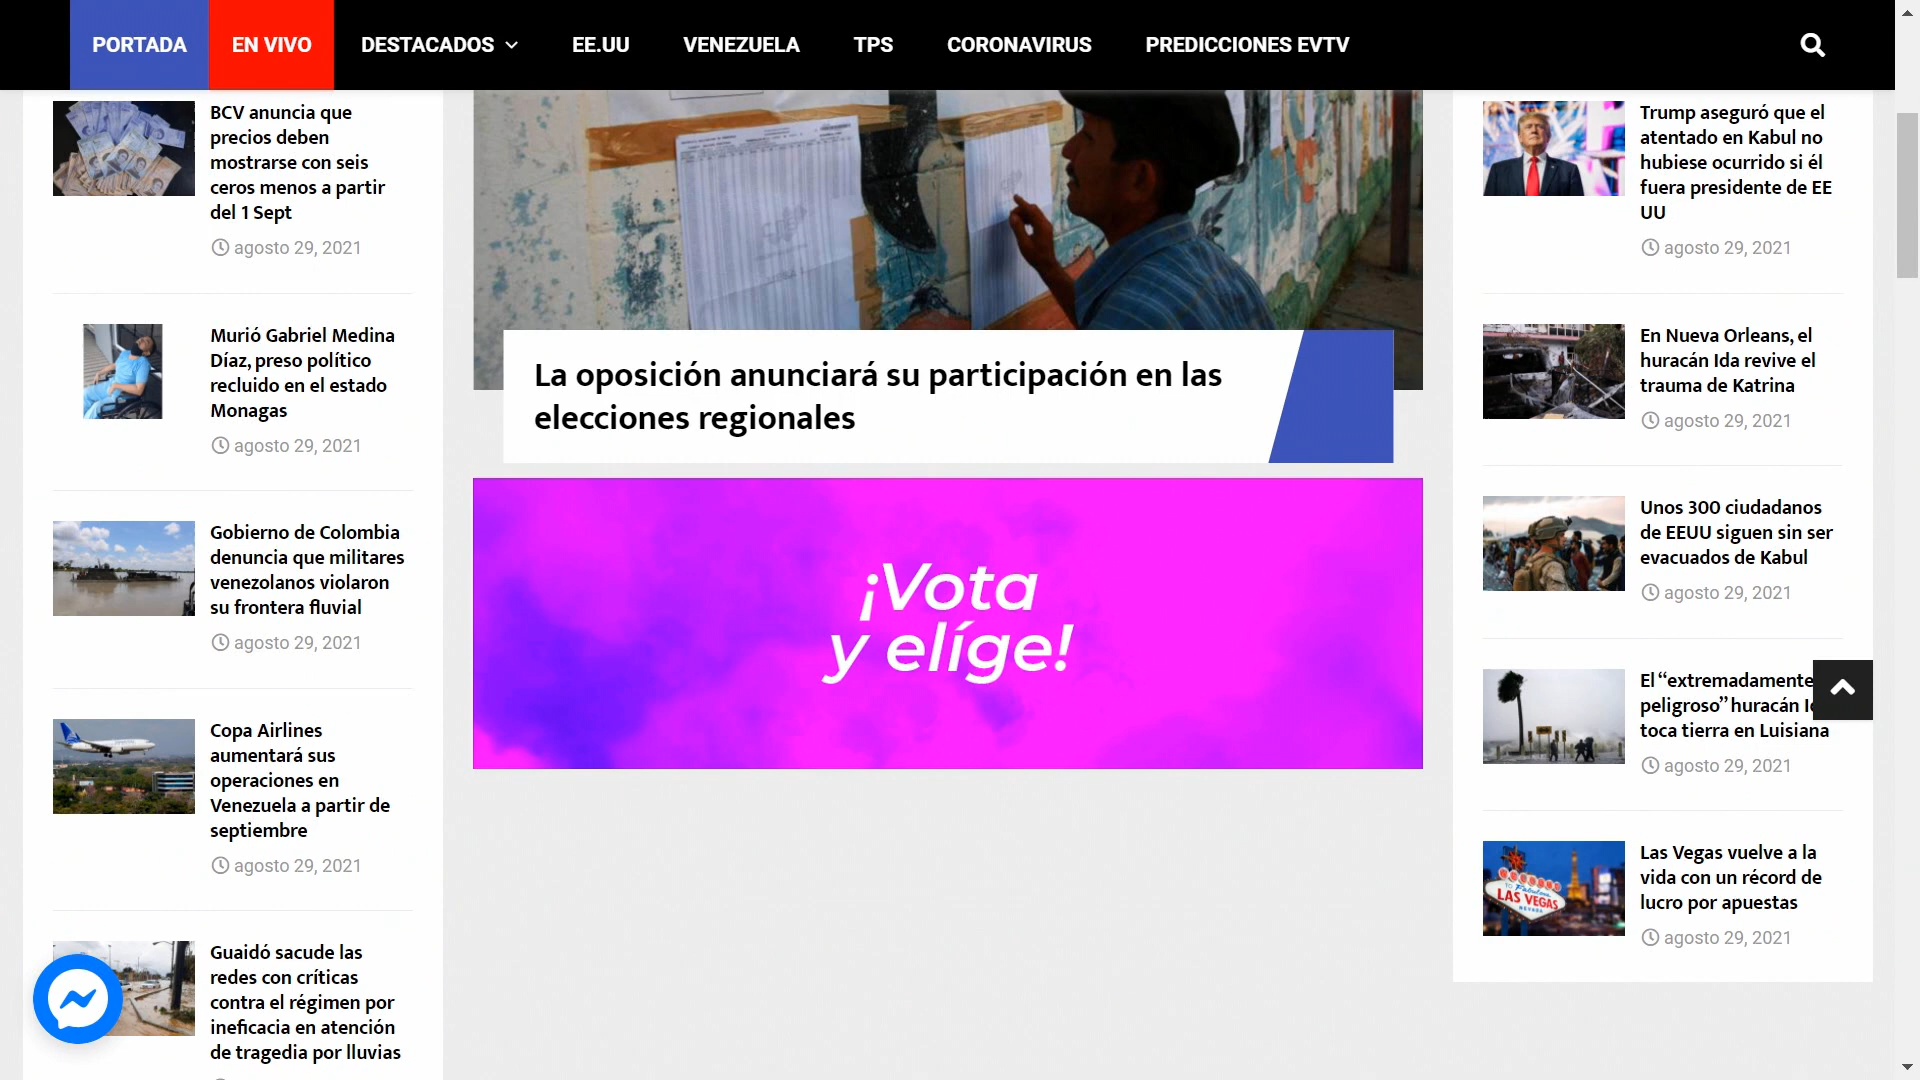 PORTADA
EN VIVO
DESTACADOS
EE.UU
VENEZUELA
TPS
CORONAVIRUS
PREDICCIONES EVTV
BCV anuncia que
precios deben
mostrarse con seis
ceros menos a partir
del 1 Sept
agosto 29, 2021
Murió Gabriel Medina
Díaz, preso político
recluido en el estado
Monagas
agosto 29, 2021
Gobierno de Colombia
denuncia que militares
venezolanos violaron
su frontera fluvial
agosto 29, 2021
Copa Airlines
aumentará sus
operaciones en
Venezuela a partir de
septiembre
agosto 29, 2021
Guaidó sacude las
redes con críticas
contra el régimen por
ineficacia en atención
de tragedia por lluvias
La oposición anunciará su participación en las
elecciones regionales
¡Vota
y elíge!
Trump aseguró que el
atentado en Kabul no
hubiese ocurrido si él
fuera presidente de EE
UU
agosto 29, 2021
En Nueva Orleans, el
huracán Ida revive el
trauma de Katrina
agosto 29, 2021
Unos 300 ciudadanos
de EEUU siguen sin ser
evacuados de Kabul
agosto 29, 2021
El “extremadamente
peligroso” huracán
toca tierra en Luisiana
agosto 29, 2021
WELCOME
TO Fabulous
LAS VEGAS
NEVADA
Las Vegas vuelve a la
vida con un récord de
lucro por apuestas
agosto 29, 2021